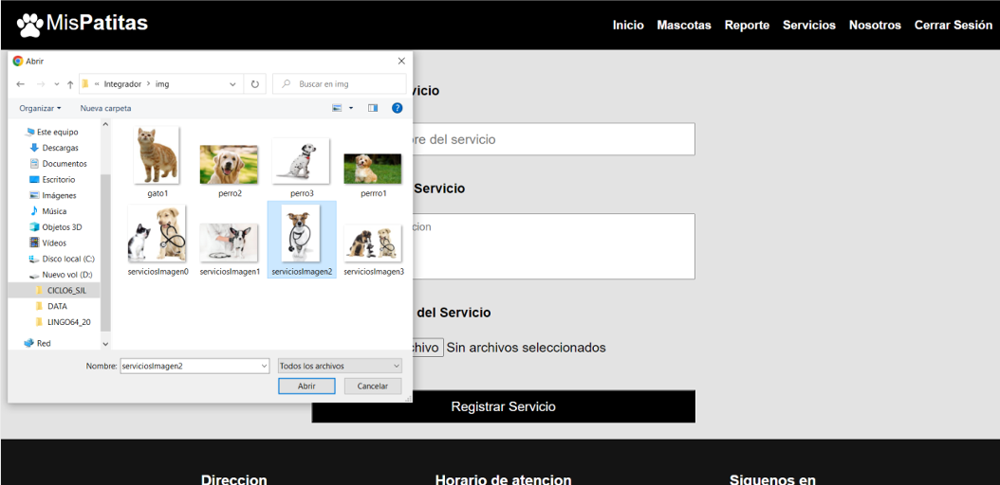 MisPatitas
Inicio Mascotas Reporte Servicios Nosotros Cerrar Sesión
Abrir
« Integrador > img
Buscar en img
Organizar
Nueva carpeta
Este equipo
Descargas
Documentos
Escritorio
Imágenes
Música
Objetos 3D
Vídeos
Disco local (C:)
Nuevo vol (D:)
CICLO6_SJL
DATA
LINGO64_20
Red
gato1 perro2 perro3 perrro1
serviciosImagen0 serviciosImagen1 serviciosImagen2 serviciosImagen3
Nombre: serviciosImagen2 Todos los archivos
Abrir Cancelar
vicio
re del servicio
Servicio
cion
del Servicio
chivo Sin archivos seleccionados
Registrar Servicio
Direccion Horario de atencion Siguenos en